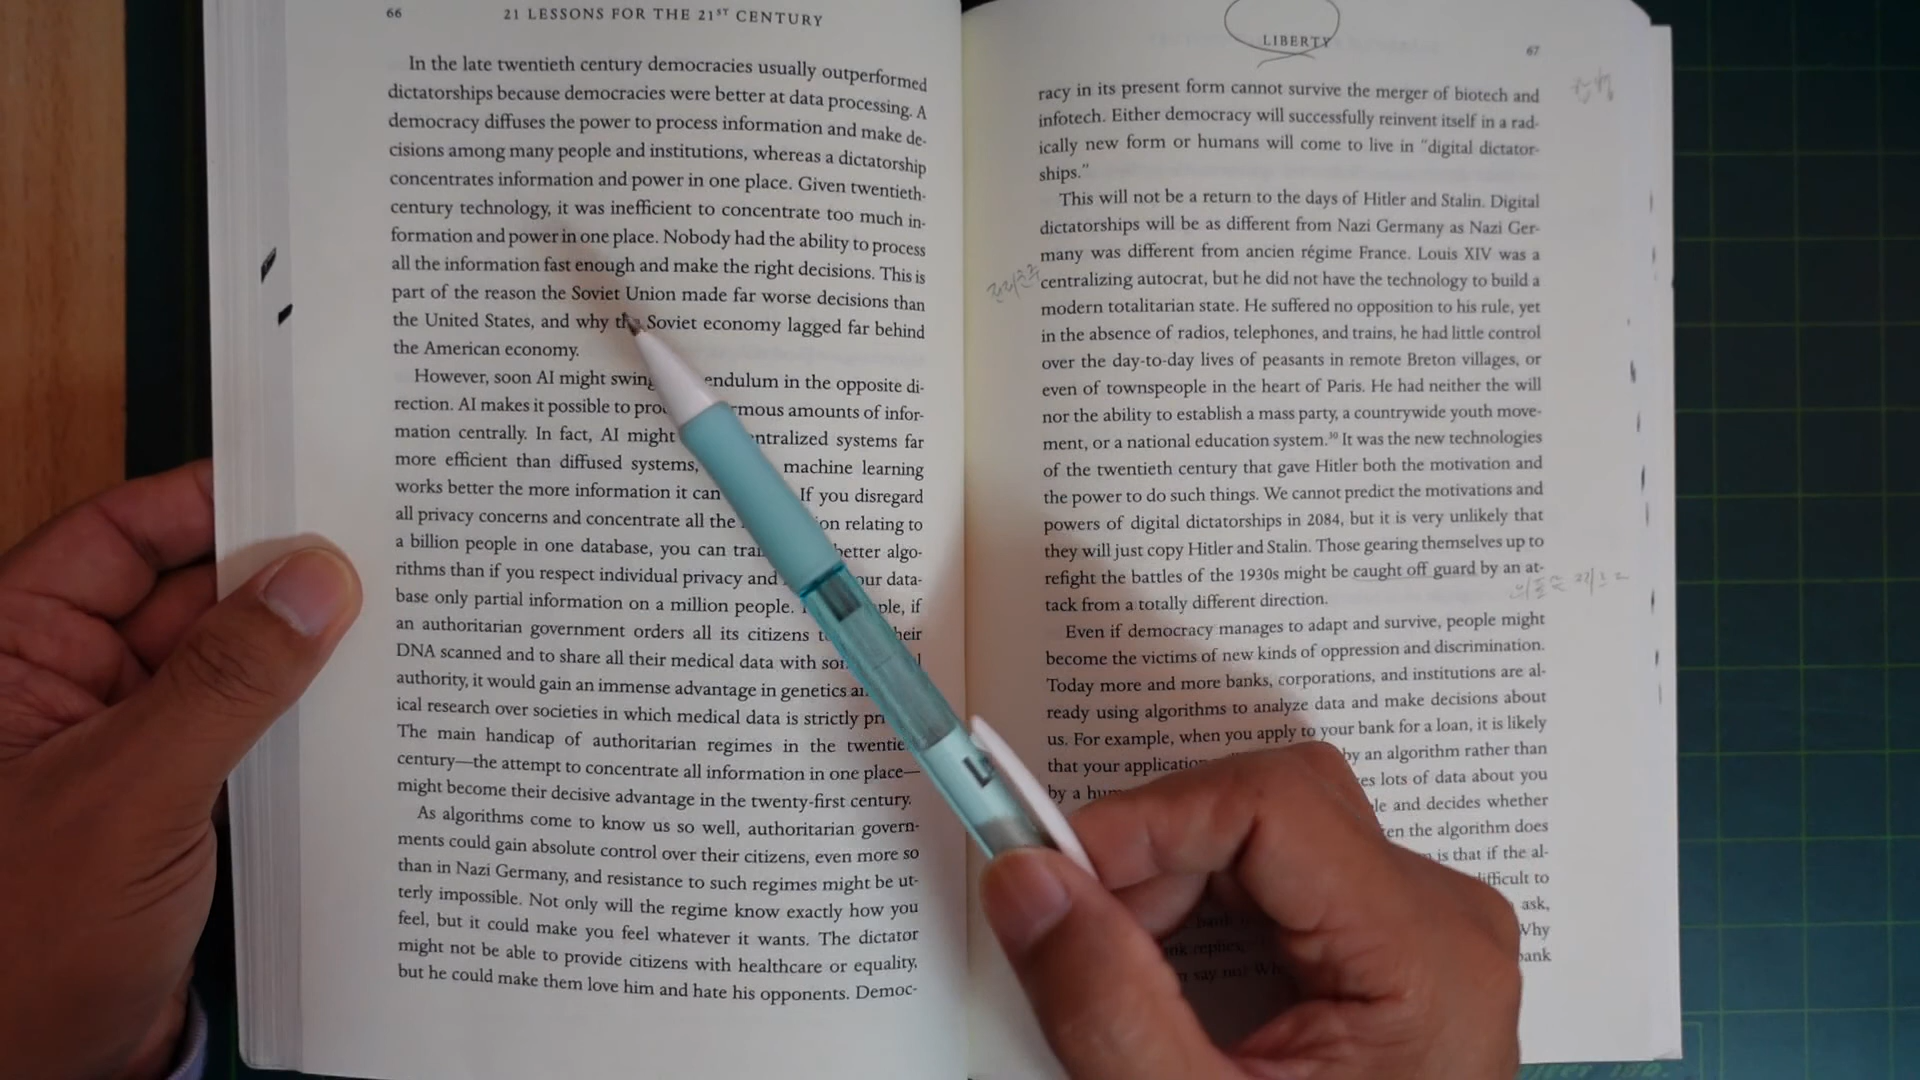 66
21 LESSONS FOR THE 21ST CENTURY
In the late twentieth century democracies usually outperformed
dictatorships because democracies were better at data processing. A
democracy diffuses the power to process information and make de-
cisions among many people and institutions, whereas a dictatorship
concentrates information and power in one place. Given twentieth-
century technology, it was inefficient to concentrate too much in-
formation and power in one place. Nobody had the ability to process
all the information fast enough and make the right decisions. This is
part of the reason the Soviet Union made far worse decisions than
the United States, and why the Soviet economy lagged far behind
the American economy.
However, soon AI might swing endulum in the opposite di-
rection. AI makes it possible to pro rmous amounts of infor-
mation centrally. In fact, AI might ntralized systems far
more efficient than diffused systems, machine learning
works better the more information it can If you disregard
all privacy concerns and concentrate all the ion relating to
a billion people in one database, you can trai better algo-
rithms than if you respect individual privacy and our data-
base only partial information on a million people. ple, if
an authoritarian government orders all its citizens t heir
DNA scanned and to share all their medical data with som
authority, it would gain an immense advantage in genetics a
ical research over societies in which medical data is strictly pri
The main handicap of authoritarian regimes in the twentie
century—the attempt to concentrate all information in one place—
might become their decisive advantage in the twenty-first century.
As algorithms come to know us so well, authoritarian govern-
ments could gain absolute control over their citizens, even more so
than in Nazi Germany, and resistance to such regimes might be ut-
terly impossible. Not only will the regime know exactly how you
feel, but it could make you feel whatever it wants. The dictator
might not be able to provide citizens with healthcare or equality,
but he could make them love him and hate his opponents. Democ-
LIBERTY
67
racy in its present form cannot survive the merger of biotech and
infotech. Either democracy will successfully reinvent itself in a rad-
ically new form or humans will come to live in "digital dictator-
ships."
This will not be a return to the days of Hitler and Stalin. Digital
dictatorships will be as different from Nazi Germany as Nazi Ger-
many was different from ancien régime France. Louis XIV was a
centralizing autocrat, but he did not have the technology to build a
modern totalitarian state. He suffered no opposition to his rule, yet
in the absence of radios, telephones, and trains, he had little control
over the day-to-day lives of peasants in remote Breton villages, or
even of townspeople in the heart of Paris. He had neither the will
nor the ability to establish a mass party, a countrywide youth move-
ment, or a national education system.10 It was the new technologies
of the twentieth century that gave Hitler both the motivation and
the power to do such things. We cannot predict the motivations and
powers of digital dictatorships in 2084, but it is very unlikely that
they will just copy Hitler and Stalin. Those gearing themselves up to
refight the battles of the 1930s might be caught off guard by an at-
tack from a totally different direction.
Even if democracy manages to adapt and survive, people might
become the victims of new kinds of oppression and discrimination.
Today more and more banks, corporations, and institutions are al-
ready using algorithms to analyze data and make decisions about
us. For example, when you apply to your bank for a loan, it is likely
that your application by an algorithm rather than
by a hum es lots of data about you
le and decides whether
en the algorithm does
is that if the al-
difficult to
ask,
Why
bank